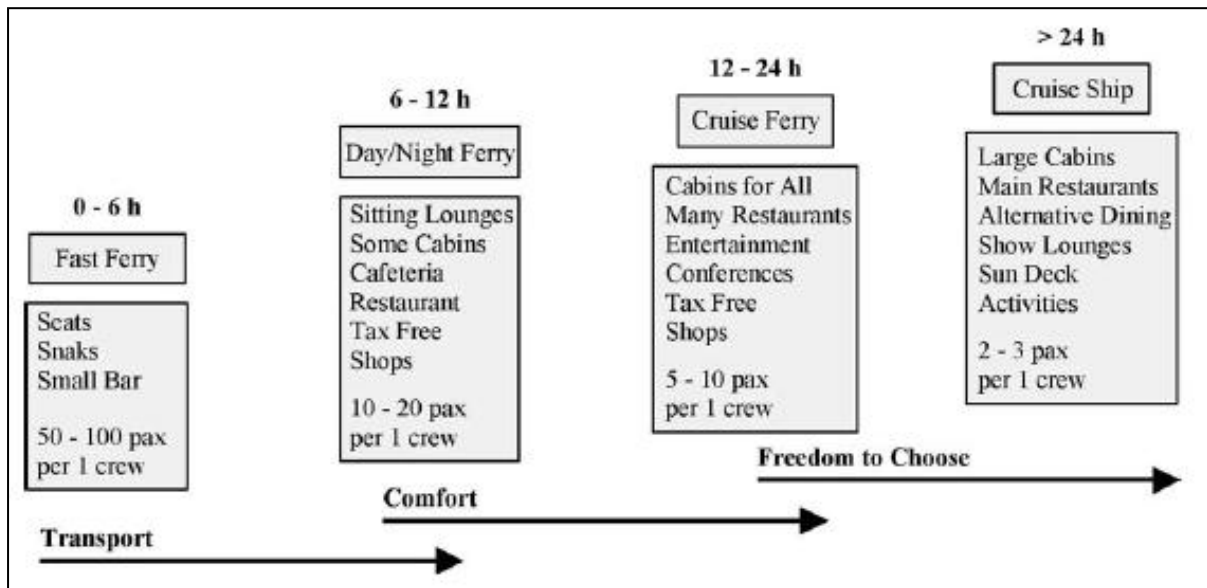 0 - 6 h
Fast Ferry
Seats
Snaks
Small Bar
50 - 100 pax
per 1 crew
6 - 12 h
Day/Night Ferry
Sitting Lounges
Some Cabins
Cafeteria
Restaurant
Tax Free
Shops
10 - 20 pax
per 1 crew
12 - 24 h
Cruise Ferry
Cabins for All
Many Restaurants
Entertainment
Conferences
Tax Free
Shops
5 - 10 pax
per 1 crew
> 24 h
Cruise Ship
Large Cabins
Main Restaurants
Alternative Dining
Show Lounges
Sun Deck
Activities
2 - 3 pax
per 1 crew
Transport
Comfort
Freedom to Choose